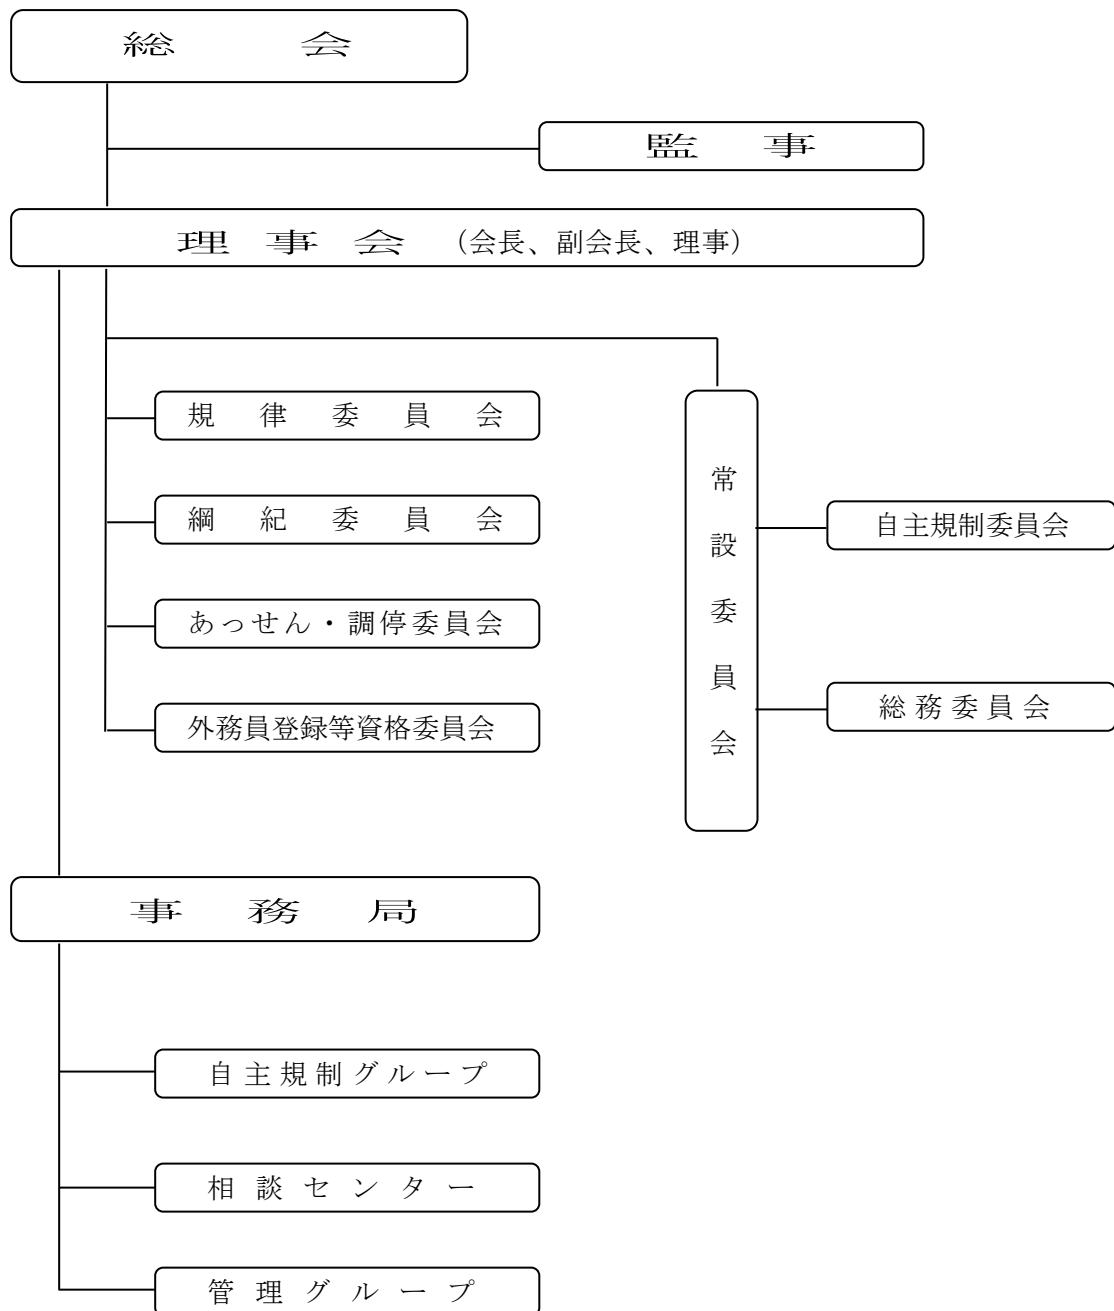 総会
監事
理事会（会長、副会長、理事）
規律委員会
綱紀委員会
あっせん・調停委員会
外務員登録等資格委員会
常設委員会
自主規制委員会
総務委員会
事務局
自主規制グループ
相談センター
管理グループ